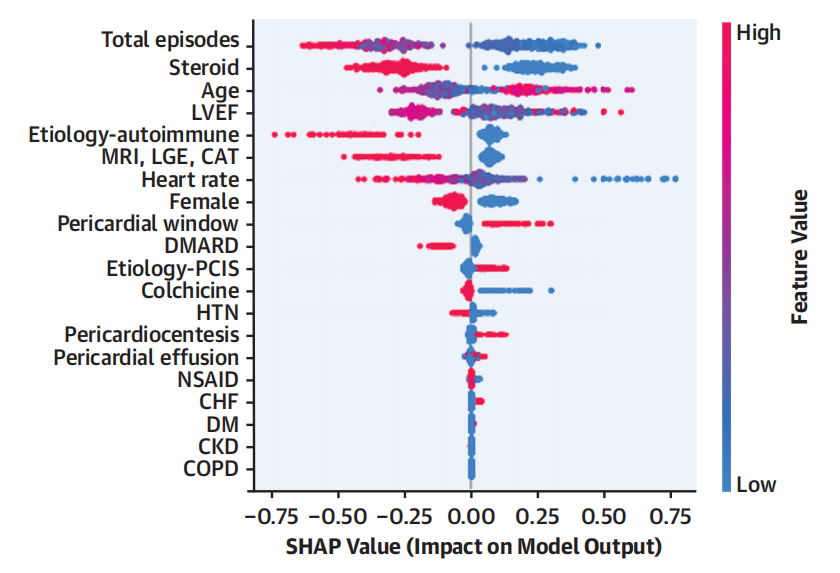 Total episodes
Steroid
Age
LVEF
Etiology-autoimmune
MRI, LGE, CAT
Heart rate
Female
Pericardial window
DMARD
Etiology-PCIS
Colchicine
HTN
Pericardiocentesis
Pericardial effusion
NSAID
CHF
DM
CKD
COPD
−0.75 −0.50 −0.25 0.00 0.25 0.50 0.75
SHAP Value (Impact on Model Output)
High
Feature Value
Low